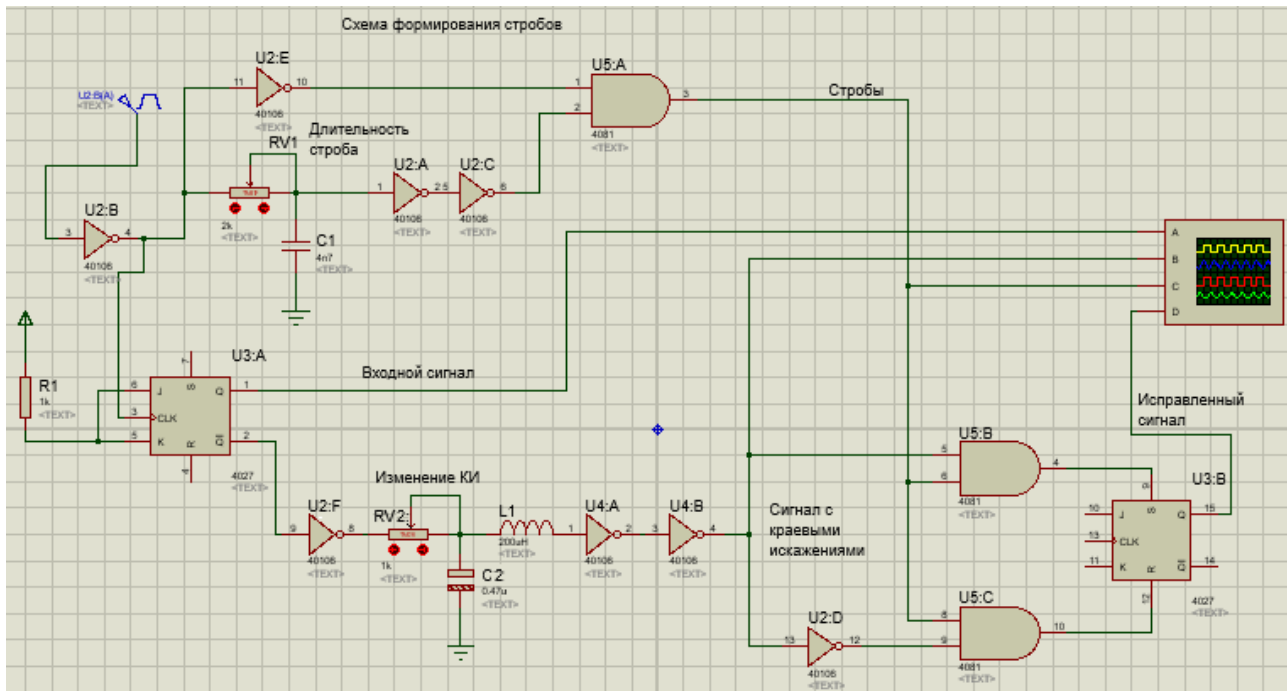 Схема формирования стробов
U2:E
11
10
40106
<TEXT>
U2:B(A)
<TEXT>
U5:A
1
2
3
4081
<TEXT>
Стробы
RV1
Длительность
строба
2k
<TEXT>
U2:A
1
2
40106
<TEXT>
U2:C
5
6
40106
<TEXT>
U2:B
3
4
40106
<TEXT>
C1
4n7
<TEXT>
A
B
C
D
R1
1k
<TEXT>
U3:A
7
6
J
S
Q
1
3
CLK
5
K
R
Q
2
4
4027
<TEXT>
Входной сигнал
Исправленный
сигнал
Изменение КИ
U2:F
9
8
40106
<TEXT>
RV2:
1k
<TEXT>
L1
200uH
<TEXT>
C2
0.47u
<TEXT>
U4:A
1
2
40106
<TEXT>
U4:B
3
4
40106
<TEXT>
Сигнал с
краевыми
искажениями
U5:B
5
6
4
4081
<TEXT>
U3:B
9
10
J
S
Q
15
13
CLK
11
K
R
Q
14
12
4027
<TEXT>
U2:D
13
12
40106
<TEXT>
U5:C
8
9
10
4081
<TEXT>